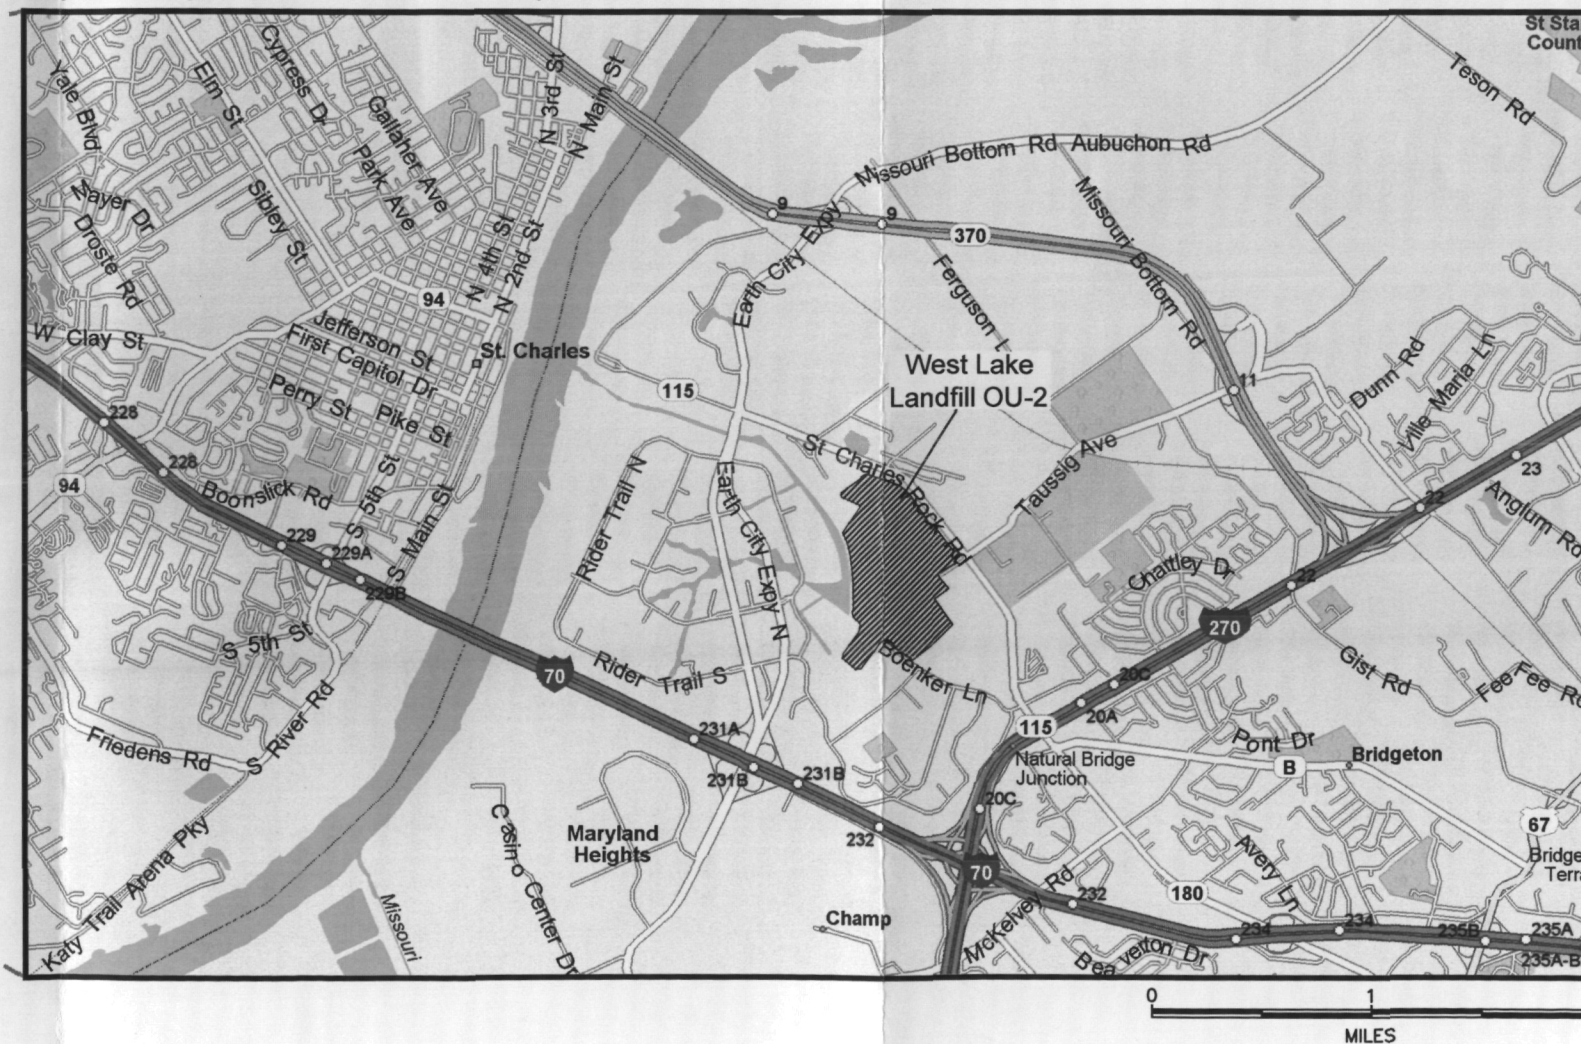 St Sta
Count
Cypress Dr
Elm St
Yale Blvd
N 3rd St
N Main St
Teson Rd
Gallaher Ave
Park Ave
Missouri Bottom Rd
Aubuchon Rd
Mayer Dr
Droste Rd
Sibley St
N 4th St
N 2nd St
Missouri Bottom Rd
9
9
370
Earth City Expy
Ferguson L
94
W Clay St
Jefferson St
First Capitol Dr
Perry St
Pike St
St. Charles
115
West Lake
Landfill OU-2
11
Dunn Rd
Ville Maria Ln
228
228
94
Boonslick Rd
S 5th St
S Main St
229
229A
229B
Rider Trail N
Earth City Expy N
St Charles Rock Rd
Taussig Ave
23
22
Anglum Rd
Chattley Dr
22
270
S 5th St
70
Rider Trail S
Boenker Ln
20C
20A
Gist Rd
Fee Fee Rd
Friedens Rd
S River Rd
231A
231B
231B
115
Natural Bridge
Junction
Pont Dr
B
Bridgeton
20C
67
Casino Center Dr
Maryland
Heights
232
Avery Ln
Bridge
Terra
Katy Trail Arena Pky
Missouri
70
McKelvey Rd
232
180
Champ
Beaverton Dr
234
234
235B
235A
235A-B
0
1
MILES